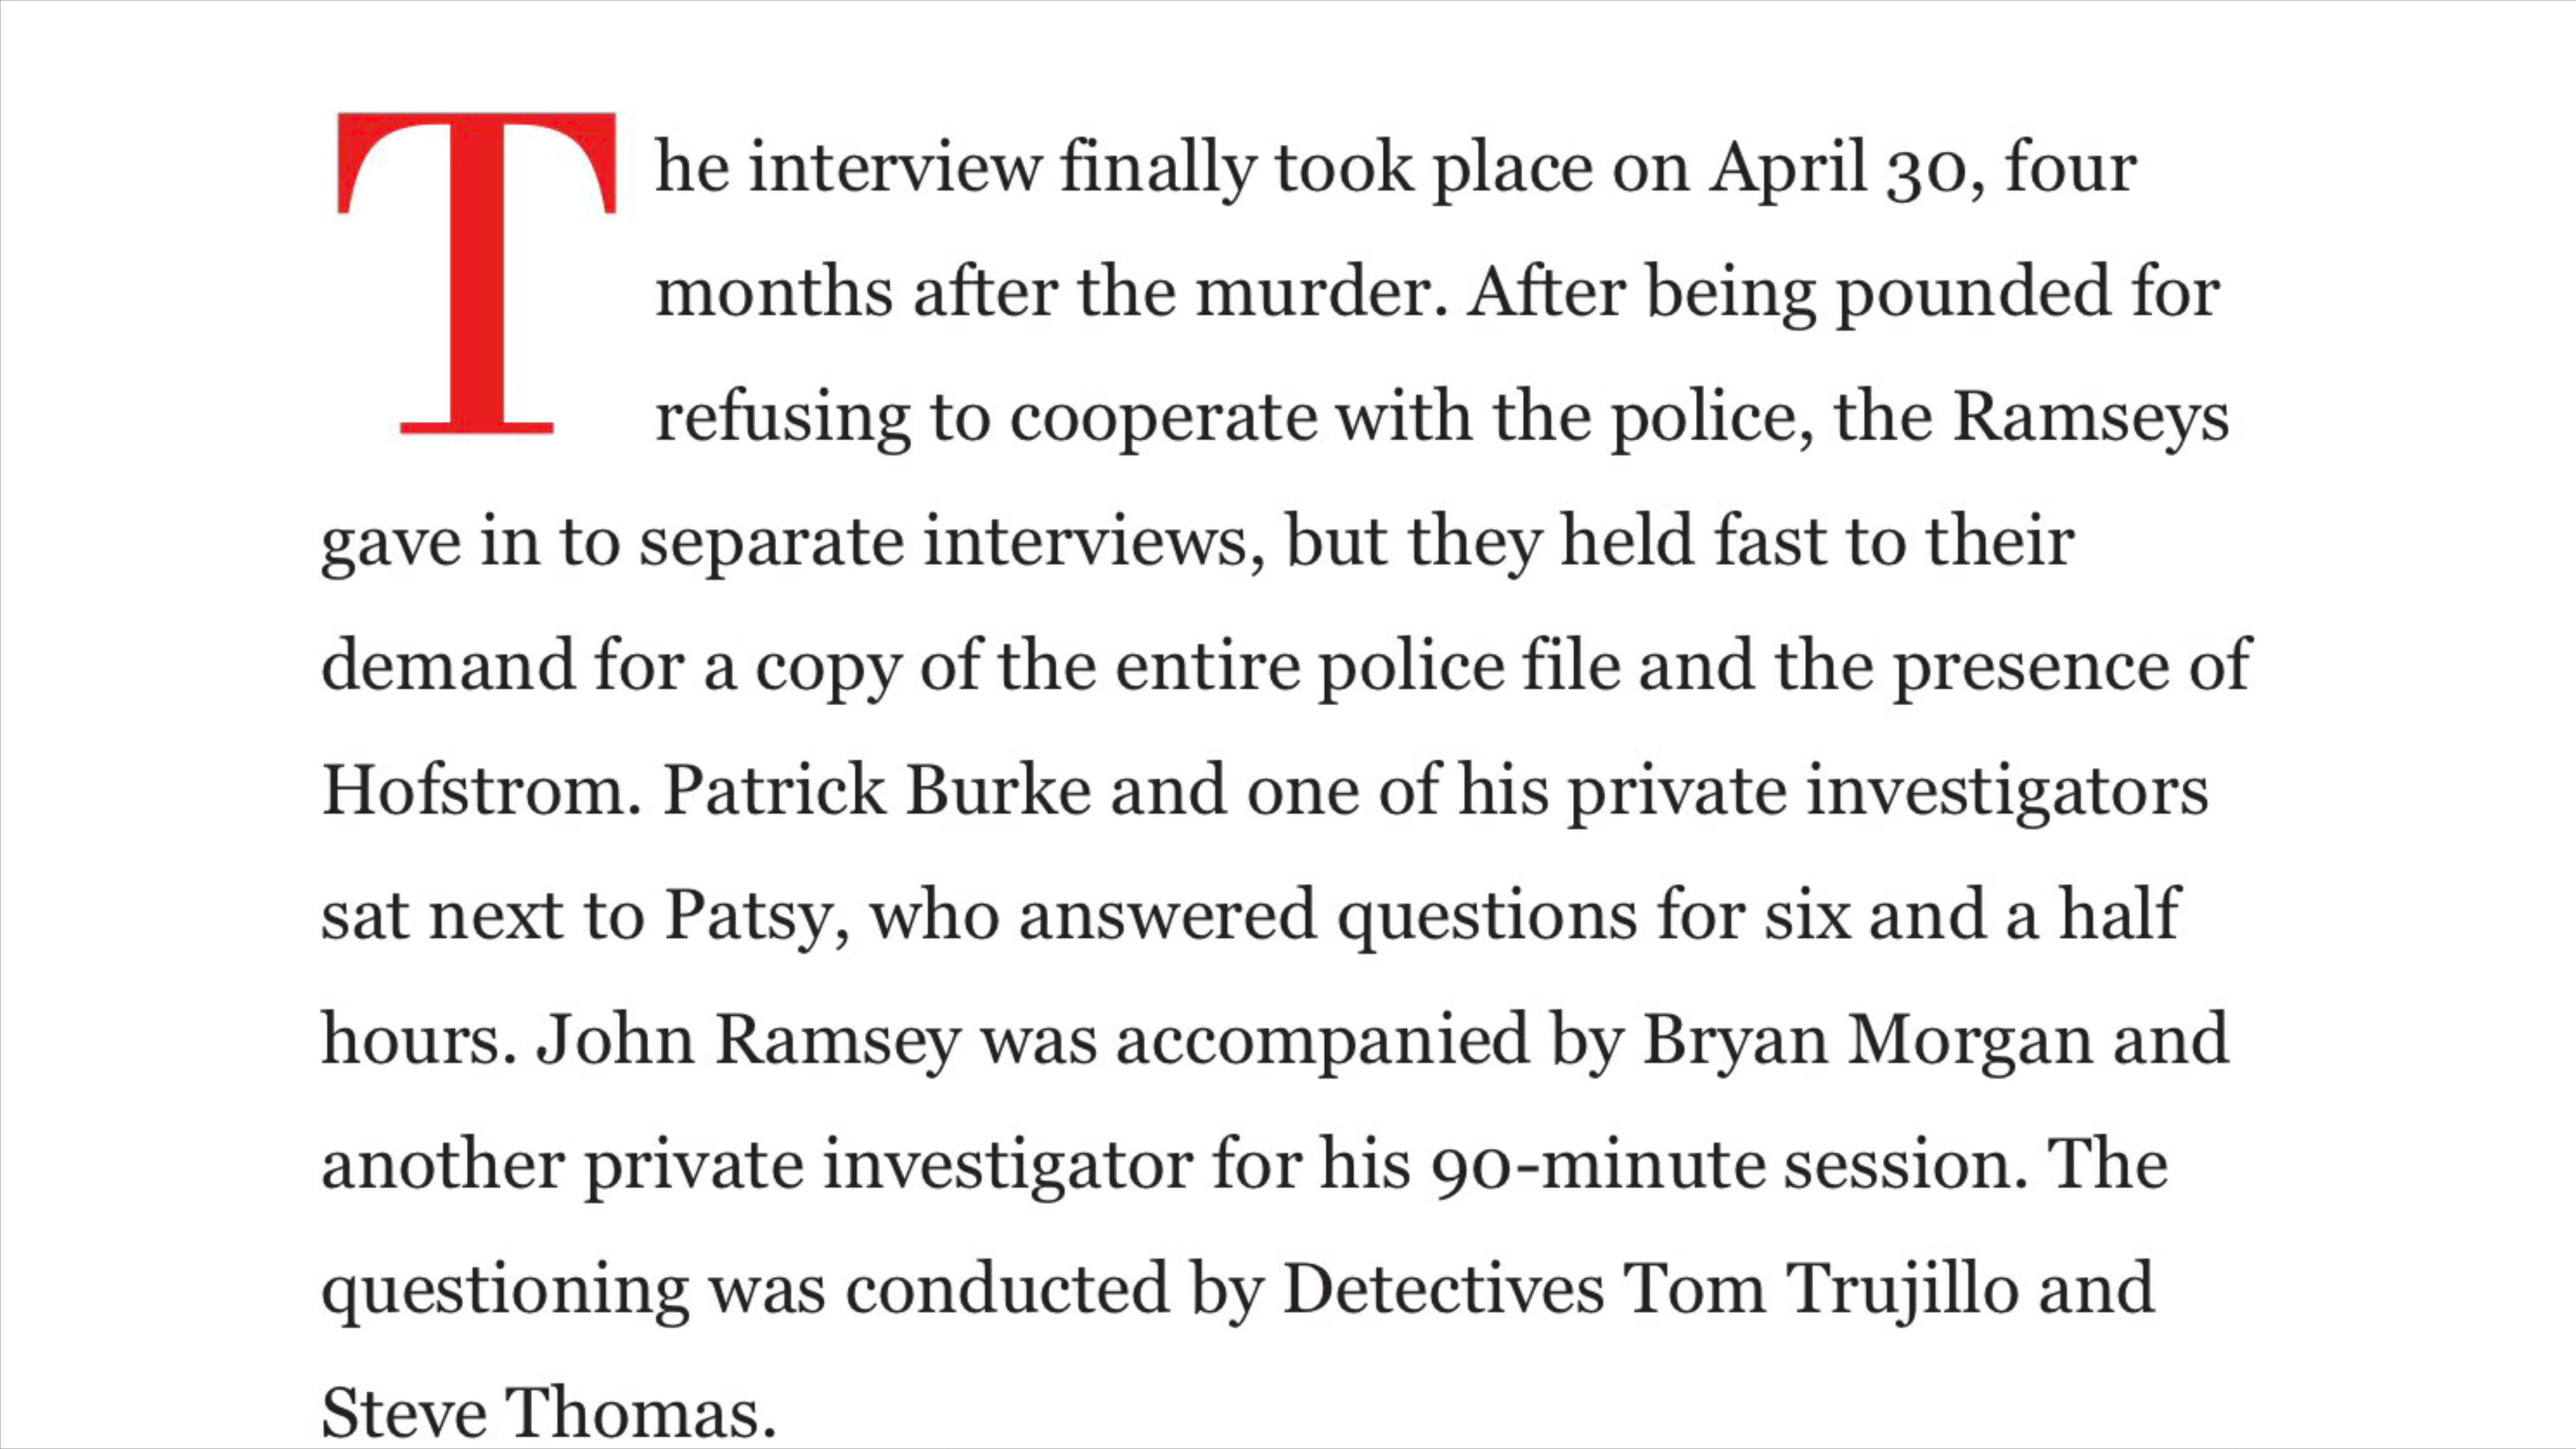 The interview finally took place on April 30, four
months after the murder. After being pounded for
refusing to cooperate with the police, the Ramseys
gave in to separate interviews, but they held fast to their
demand for a copy of the entire police file and the presence of
Hofstrom. Patrick Burke and one of his private investigators
sat next to Patsy, who answered questions for six and a half
hours. John Ramsey was accompanied by Bryan Morgan and
another private investigator for his 90-minute session. The
questioning was conducted by Detectives Tom Trujillo and
Steve Thomas.